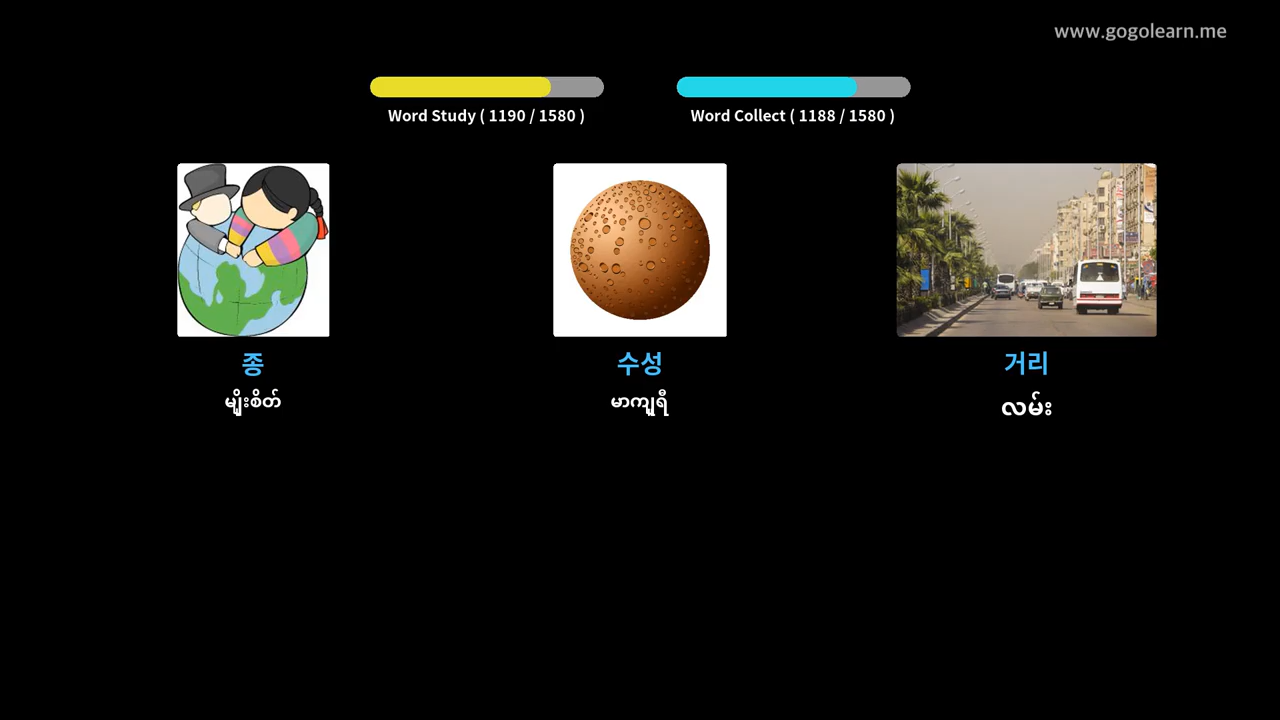 www.gogolearn.me
Word Study ( 1190 / 1580 )
Word Collect ( 1188 / 1580 )
종
수성
거리
မျိုးစိတ်
မာကျူရီ
လမ်း